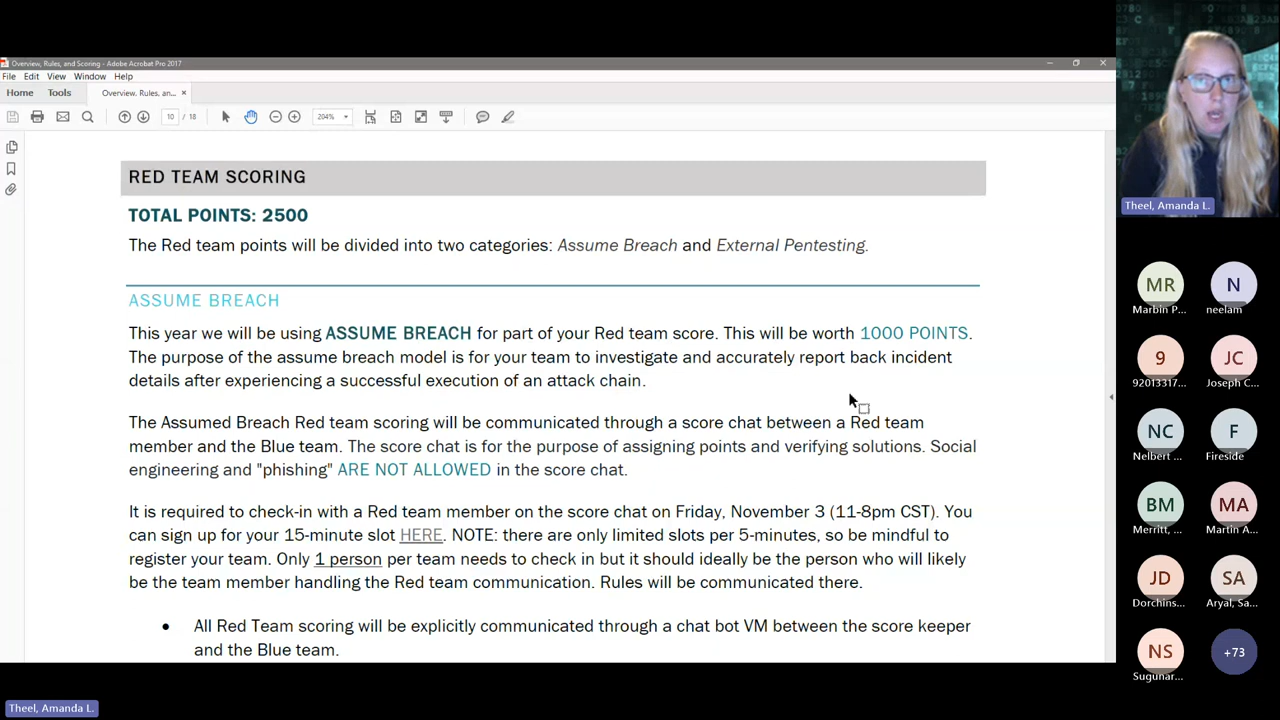 Overview, Rules, and Scoring - Adobe Acrobat Pro 2017
File Edit View Window Help
Home Tools Overview. Rules, an... ×
10 / 18 204%
RED TEAM SCORING
TOTAL POINTS: 2500
The Red team points will be divided into two categories: Assume Breach and External Pentesting.
ASSUME BREACH
This year we will be using ASSUME BREACH for part of your Red team score. This will be worth 1000 POINTS.
The purpose of the assume breach model is for your team to investigate and accurately report back incident
details after experiencing a successful execution of an attack chain.
The Assumed Breach Red team scoring will be communicated through a score chat between a Red team
member and the Blue team. The score chat is for the purpose of assigning points and verifying solutions. Social
engineering and "phishing" ARE NOT ALLOWED in the score chat.
It is required to check-in with a Red team member on the score chat on Friday, November 3 (11-8pm CST). You
can sign up for your 15-minute slot HERE. NOTE: there are only limited slots per 5-minutes, so be mindful to
register your team. Only 1 person per team needs to check in but it should ideally be the person who will likely
be the team member handling the Red team communication. Rules will be communicated there.
• All Red Team scoring will be explicitly communicated through a chat bot VM between the score keeper
and the Blue team.
Theel, Amanda L.
MR N
Marbin P... neelam
9 JC
92013317... Joseph C...
NC F
Nelbert ... Fireside
BM MA
Merritt, ... Martin A...
JD SA
Dorchins... Aryal, Sa...
NS +73
Sugunar...
Theel, Amanda L.